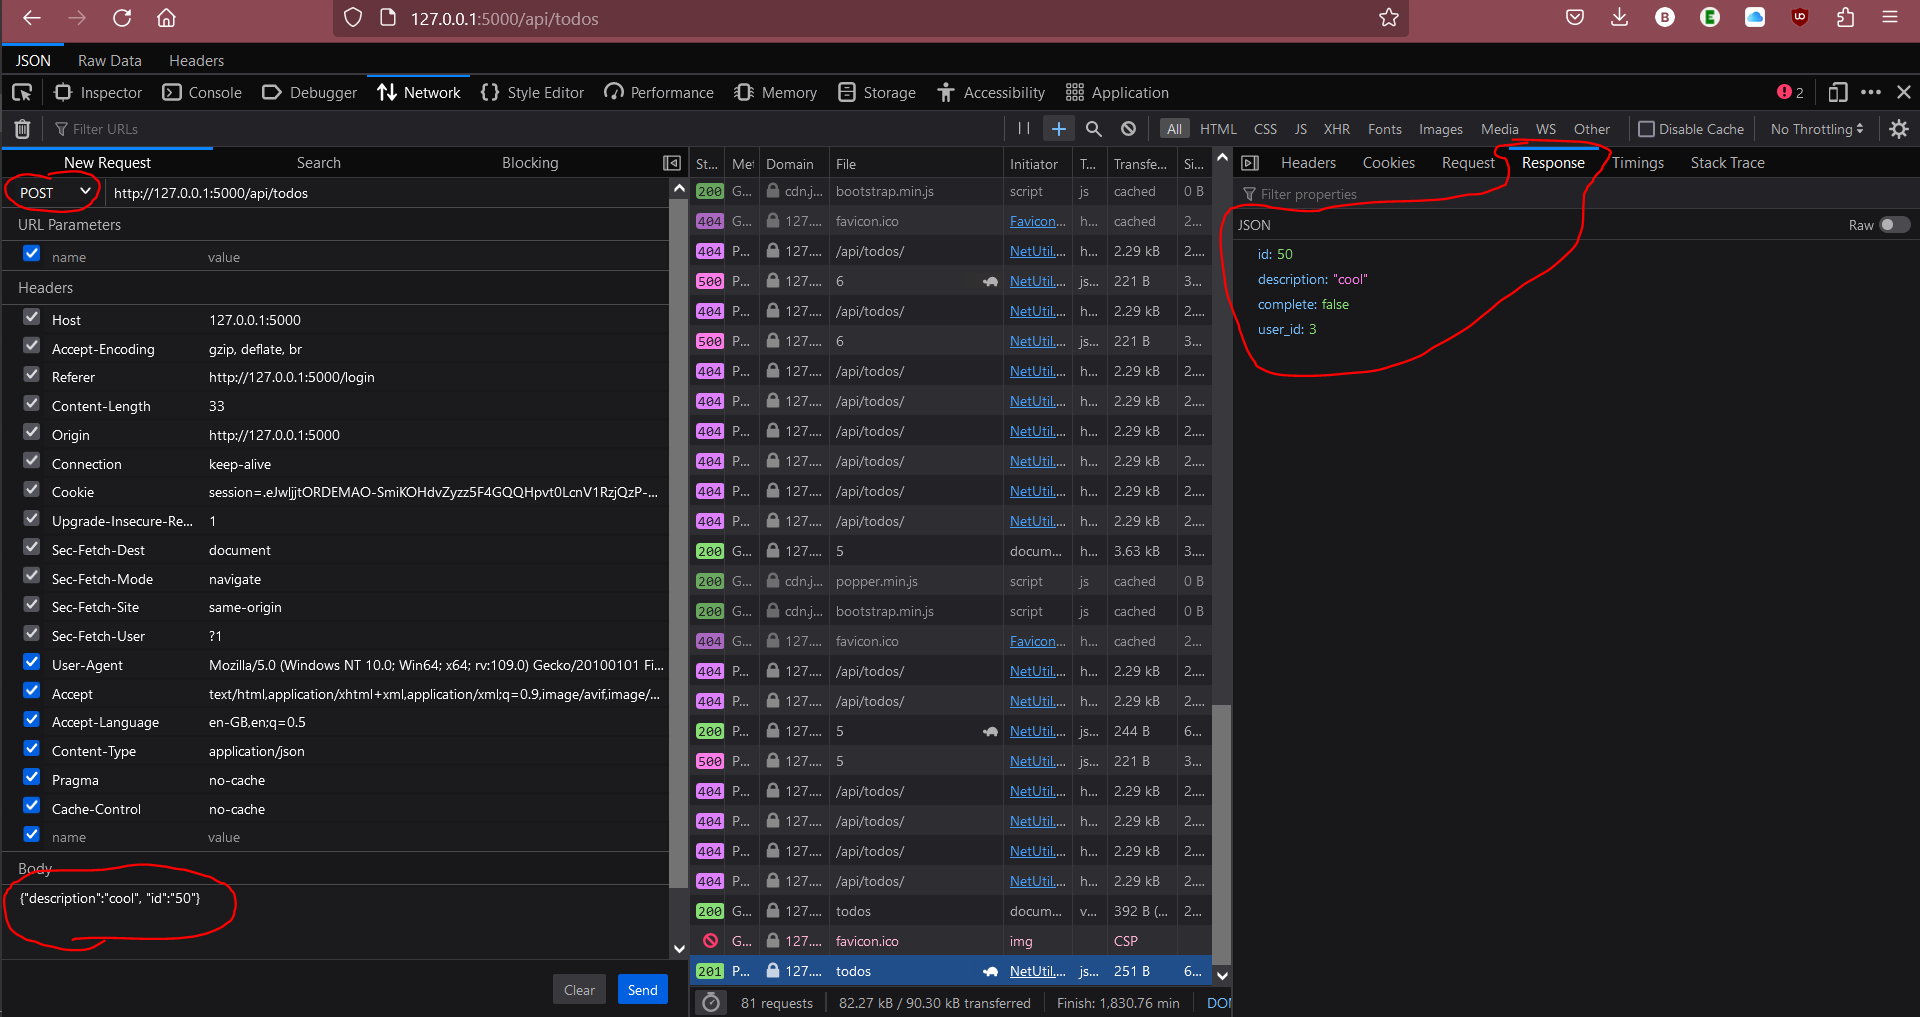 127.0.0.1:5000/api/todos
JSON Raw Data Headers
Inspector Console Debugger Network Style Editor Performance Memory Storage Accessibility Application 2
Filter URLs All HTML CSS JS XHR Fonts Images Media WS Other Disable Cache No Throttling
New Request Search Blocking
POST http://127.0.0.1:5000/api/todos
URL Parameters
name value
Headers
Host 127.0.0.1:5000
Accept-Encoding gzip, deflate, br
Referer http://127.0.0.1:5000/login
Content-Length 33
Origin http://127.0.0.1:5000
Connection keep-alive
Cookie
Upgrade-Insecure-Re... 1
Sec-Fetch-Dest document
Sec-Fetch-Mode navigate
Sec-Fetch-Site same-origin
Sec-Fetch-User ?1
User-Agent Mozilla/5.0 (Windows NT 10.0; Win64; x64; rv:109.0) Gecko/20100101 Fi...
Accept text/html,application/xhtml+xml,application/xml;q=0.9,image/avif,image/...
Accept-Language en-GB,en;q=0.5
Content-Type application/json
Pragma no-cache
Cache-Control no-cache
name value
Body
{"description":"cool", "id":"50"}
Clear Send
St... Me Domain File Initiator T... Transfe... Si...
200 G... cdn.j... bootstrap.min.js script js cached 0 B
404 G... 127.... favicon.ico Favicon... h... cached 2...
404 P... 127.... /api/todos/ NetUtil.... h... 2.29 kB 2....
500 P... 127.... 6 NetUtil.... js... 221 B 3...
404 P... 127.... /api/todos/ NetUtil.... h... 2.29 kB 2....
500 P... 127.... 6 NetUtil.... js... 221 B 3...
404 P... 127.... /api/todos/ NetUtil.... h... 2.29 kB 2....
404 P... 127.... /api/todos/ NetUtil.... h... 2.29 kB 2....
404 P... 127.... /api/todos/ NetUtil.... h... 2.29 kB 2....
404 P... 127.... /api/todos/ NetUtil.... h... 2.29 kB 2....
404 P... 127.... /api/todos/ NetUtil.... h... 2.29 kB 2....
404 P... 127.... /api/todos/ NetUtil.... h... 2.29 kB 2....
200 G... 127.... 5 docum... h... 3.63 kB 3....
200 G... cdn.j... popper.min.js script js cached 0 B
200 G... cdn.j... bootstrap.min.js script js cached 0 B
404 G... 127.... favicon.ico Favicon... h... cached 2...
404 P... 127.... /api/todos/ NetUtil.... h... 2.29 kB 2....
404 P... 127.... /api/todos/ NetUtil.... h... 2.29 kB 2....
200 P... 127.... 5 NetUtil.... js... 244 B 6...
500 P... 127.... 5 NetUtil.... js... 221 B 3...
404 P... 127.... /api/todos/ NetUtil.... h... 2.29 kB 2....
404 P... 127.... /api/todos/ NetUtil.... h... 2.29 kB 2....
404 P... 127.... /api/todos/ NetUtil.... h... 2.29 kB 2....
404 P... 127.... /api/todos/ NetUtil.... h... 2.29 kB 2....
200 G... 127.... todos docum... v... 392 B (... 2...
G... 127.... favicon.ico img CSP
201 P... 127.... todos NetUtil.... js... 251 B 6...
81 requests 82.27 kB / 90.30 kB transferred Finish: 1,830.76 min
Headers Cookies Request Response Timings Stack Trace
Filter properties
JSON Raw
id: 50
description: "cool"
complete: false
user_id: 3